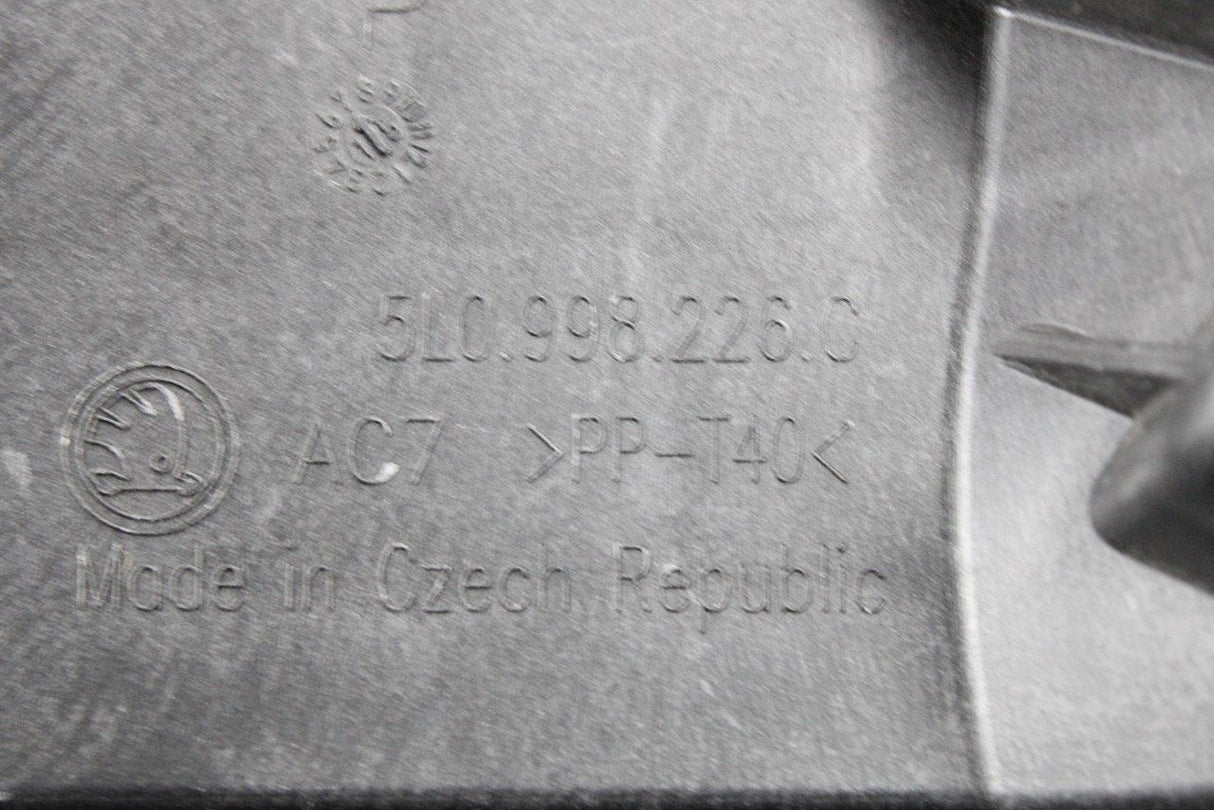 5L0.998.226.C
AC7 >PP-T40<
Made in Czech Republic